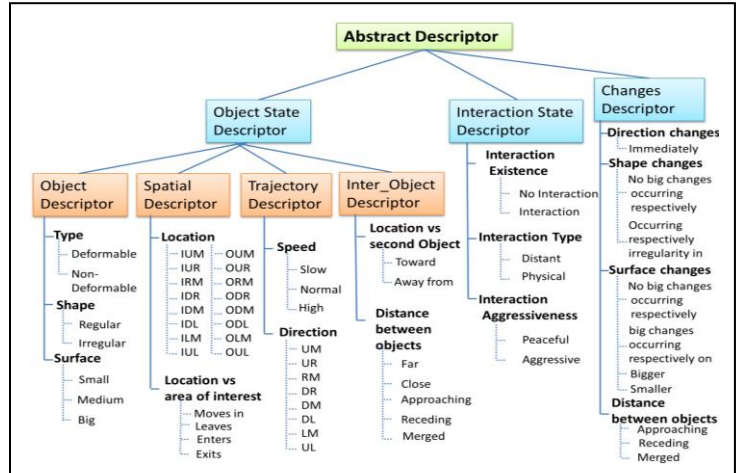 Abstract Descriptor
Object State
Descriptor
Interaction State
Descriptor
Changes
Descriptor
Object
Descriptor
Type
Deformable
Non-
Deformable
Shape
Regular
Irregular
Surface
Small
Medium
Big
Spatial
Descriptor
Location
IUM OUM
IUR OUR
IRM ORM
IDR ODR
IDM ODM
IDL ODL
ILM OLM
IUL OUL
Location vs
area of interest
Moves in
Leaves
Enters
Exits
Trajectory
Descriptor
Speed
Slow
Normal
High
Direction
UM
UR
RM
DR
DM
DL
LM
UL
Inter_Object
Descriptor
Location vs
second Object
Toward
Away from
Distance
between
objects
Far
Close
Approaching
Receding
Merged
Interaction
Existence
No Interaction
Interaction
Interaction Type
Distant
Physical
Interaction
Aggressiveness
Peaceful
Aggressive
Direction changes
Immediately
Shape changes
No big changes
occurring
respectively
Occurring
respectively
irregularity in
Surface changes
No big changes
occurring
respectively
big changes
occurring
respectively on
Bigger
Smaller
Distance
between objects
Approaching
Receding
Merged